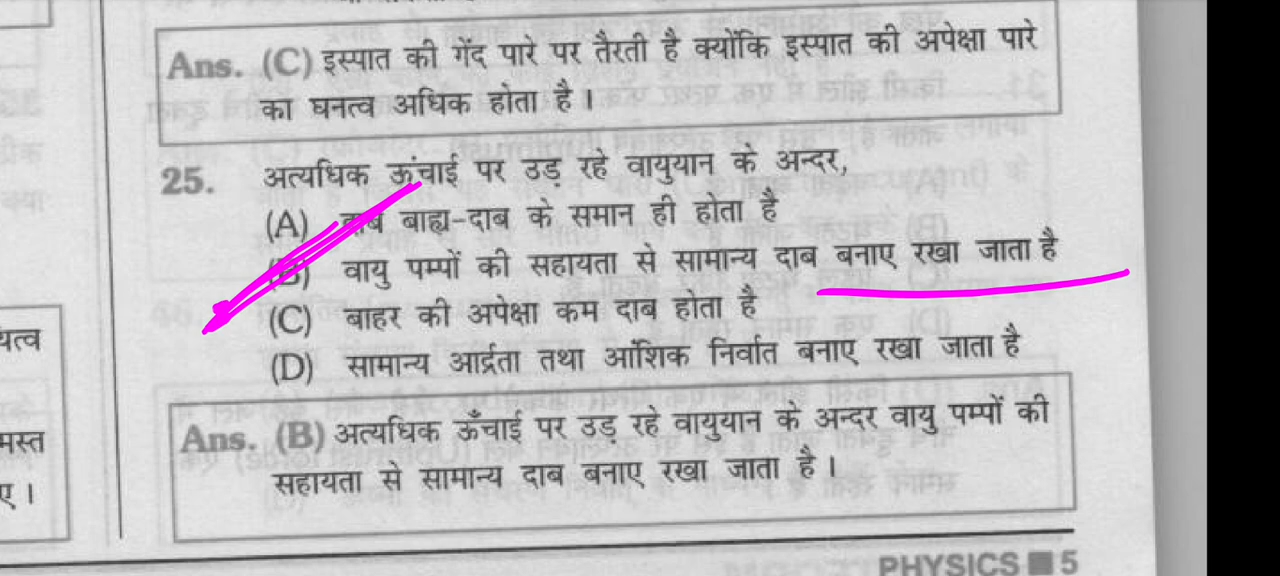 Ans. (C) इस्पात की गेंद पारे पर तैरती है क्योंकि इस्पात की अपेक्षा पारे
का घनत्व अधिक होता है।
25. अत्यधिक ऊंचाई पर उड़ रहे वायुयान के अन्दर,
(A) दाब बाह्य-दाब के समान ही होता है
(B) वायु पम्पों की सहायता से सामान्य दाब बनाए रखा जाता है
(C) बाहर की अपेक्षा कम दाब होता है
(D) सामान्य आर्द्रता तथा आंशिक निर्वात बनाए रखा जाता है
Ans. (B) अत्यधिक ऊँचाई पर उड़ रहे वायुयान के अन्दर वायु पम्पों की
सहायता से सामान्य दाब बनाए रखा जाता है।
PHYSICS ■ 5